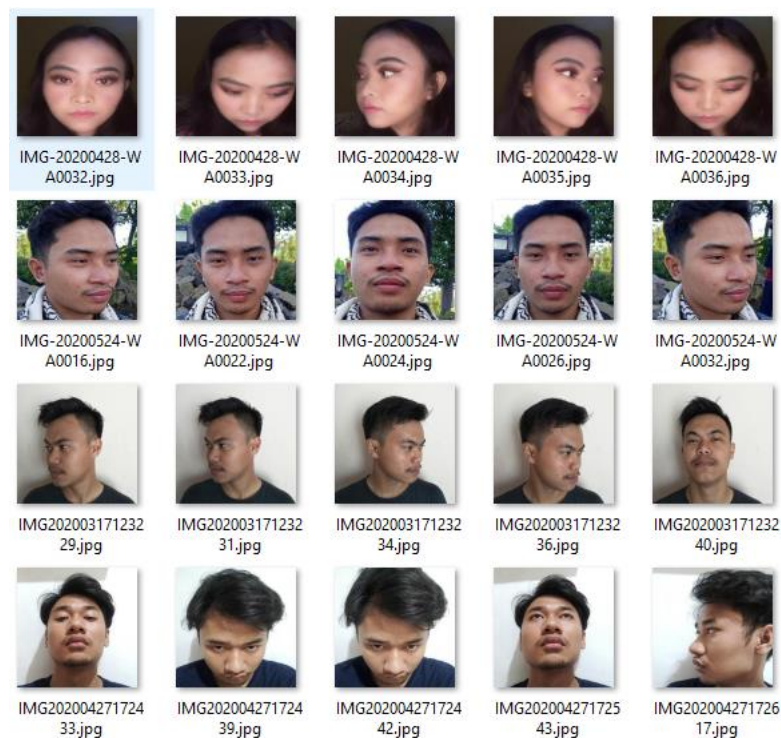 IMG-20200428-W
A0032.jpg
IMG-20200428-W
A0033.jpg
IMG-20200428-W
A0034.jpg
IMG-20200428-W
A0035.jpg
IMG-20200428-W
A0036.jpg
IMG-20200524-W
A0016.jpg
IMG-20200524-W
A0022.jpg
IMG-20200524-W
A0024.jpg
IMG-20200524-W
A0026.jpg
IMG-20200524-W
A0032.jpg
IMG202003171232
29.jpg
IMG202003171232
31.jpg
IMG202003171232
34.jpg
IMG202003171232
36.jpg
IMG202003171232
40.jpg
IMG202004271724
33.jpg
IMG202004271724
39.jpg
IMG202004271724
42.jpg
IMG202004271725
43.jpg
IMG202004271726
17.jpg